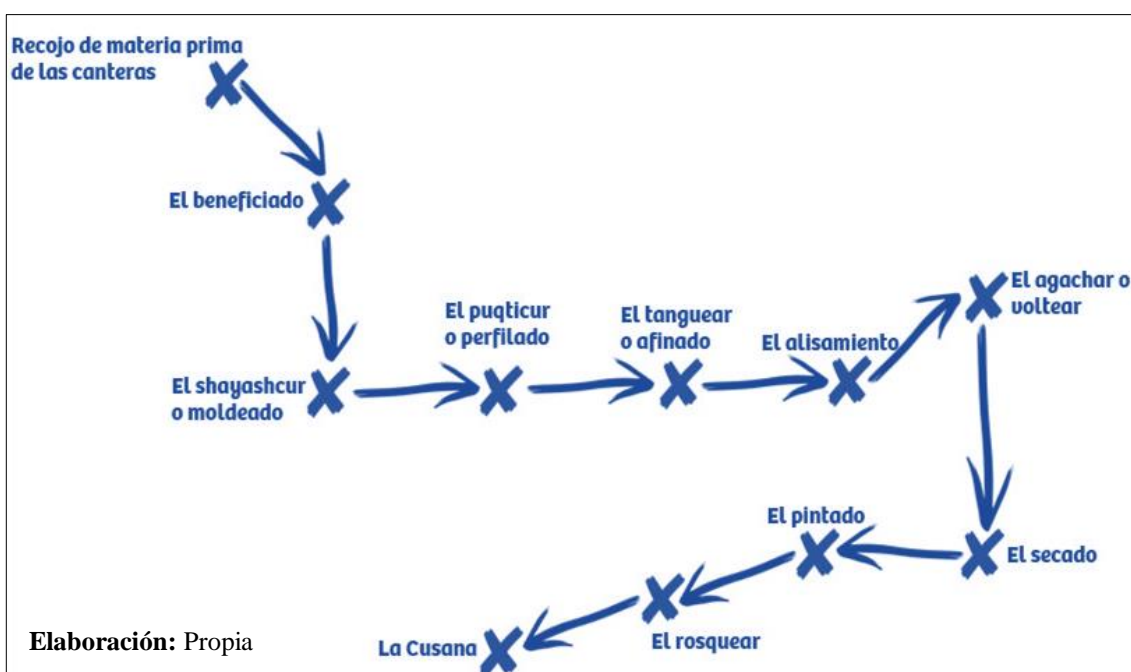 Recojo de materia prima
de las canteras
El beneficiado
El shayashcur
o moldeado
El puqticur
o perfilado
El tanguear
o afinado
El alisamiento
El agachar o
voltear
El secado
El pintado
El rosquear
La Cusana
Elaboración: Propia